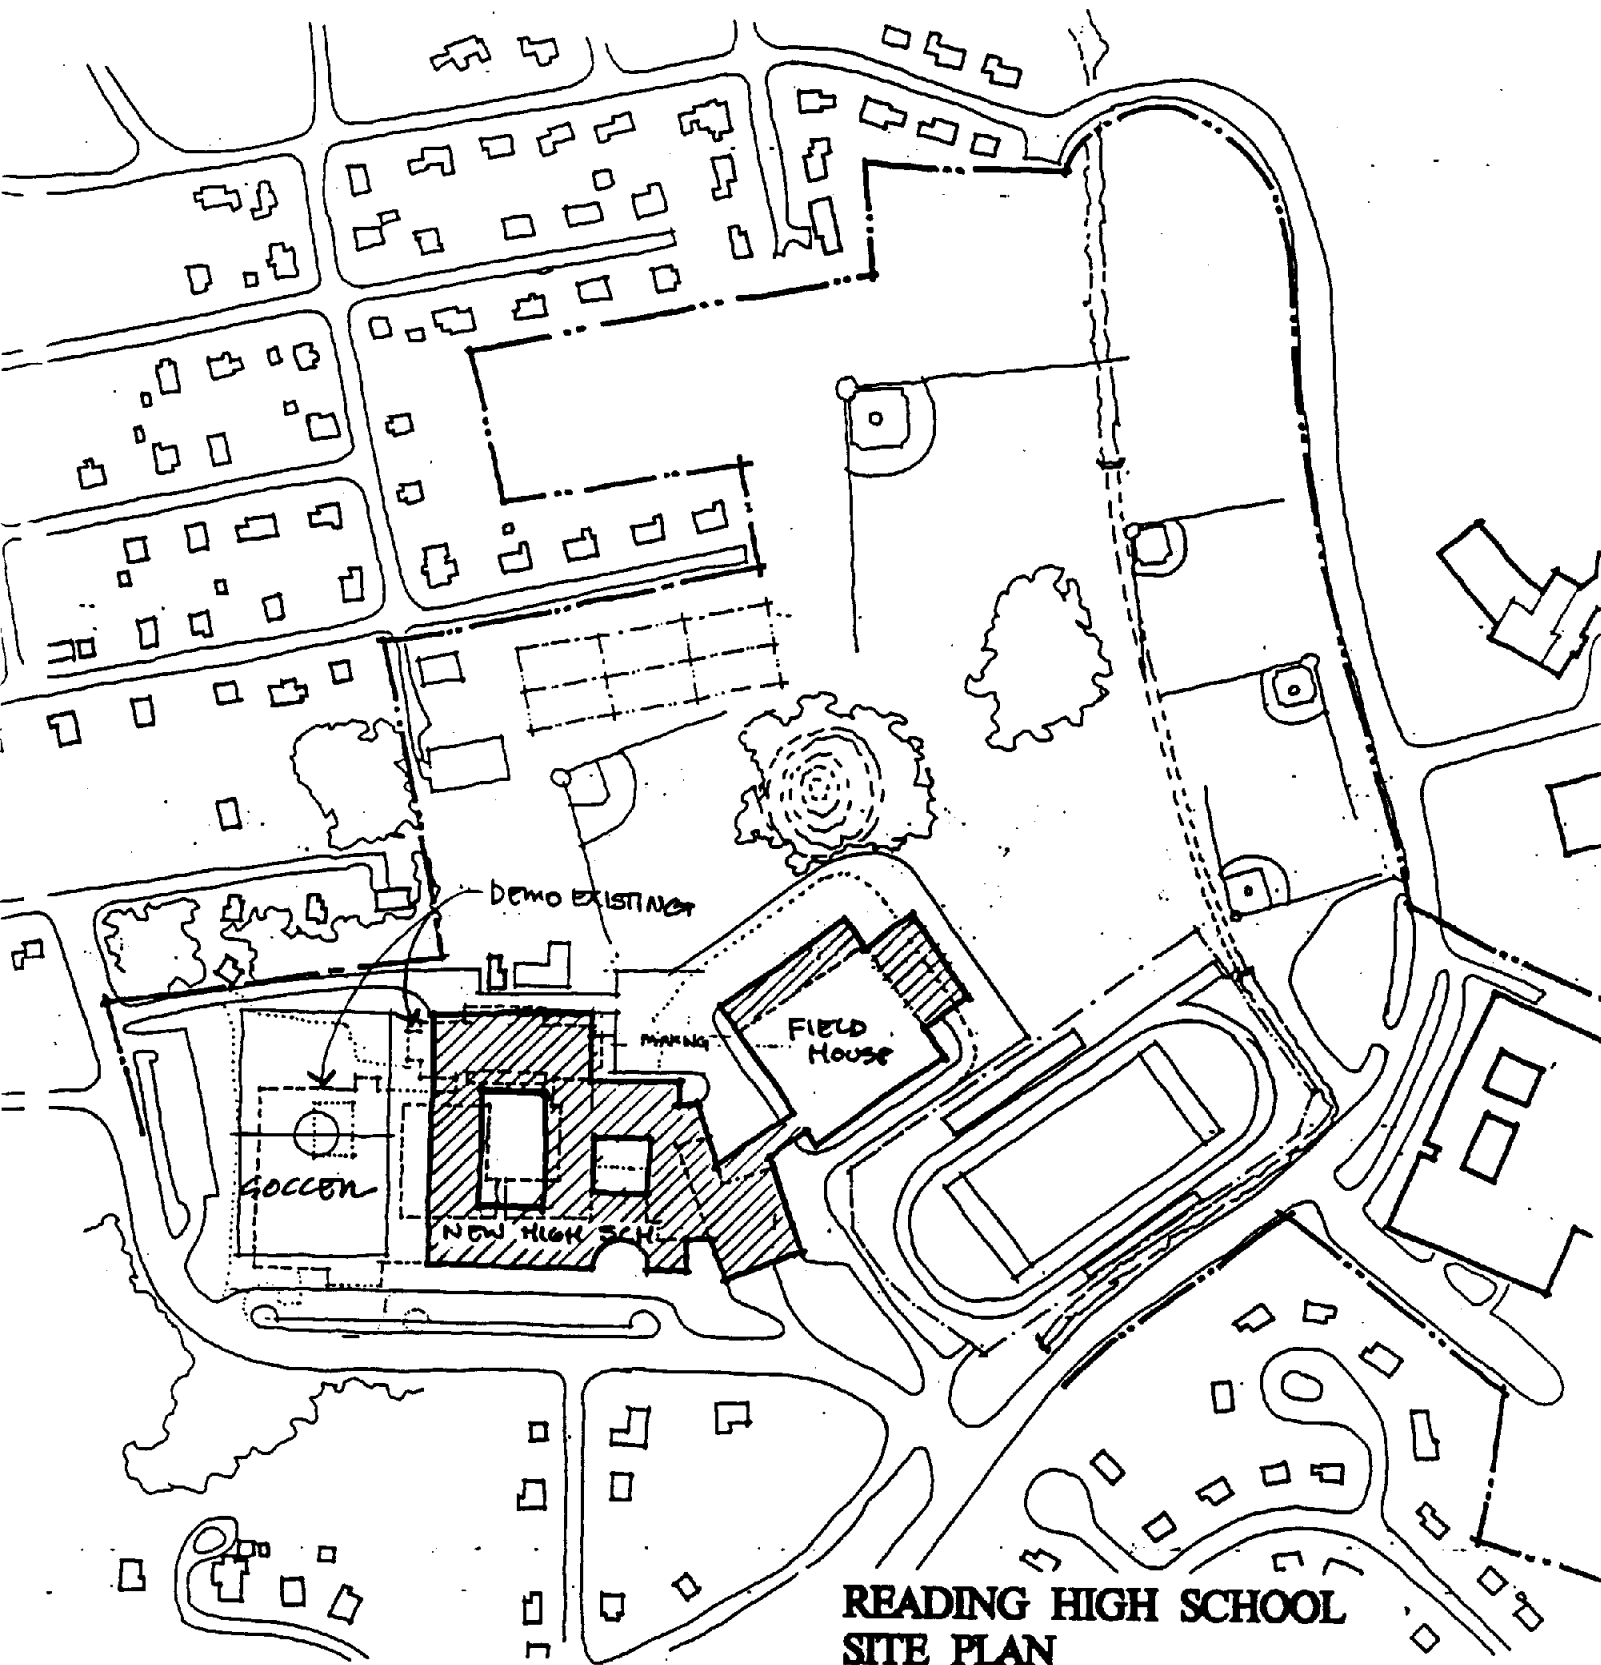 DEMO EXISTING
FIELD
HOUSE
SOCCER
NEW HIGH SCH.
READING HIGH SCHOOL
SITE PLAN